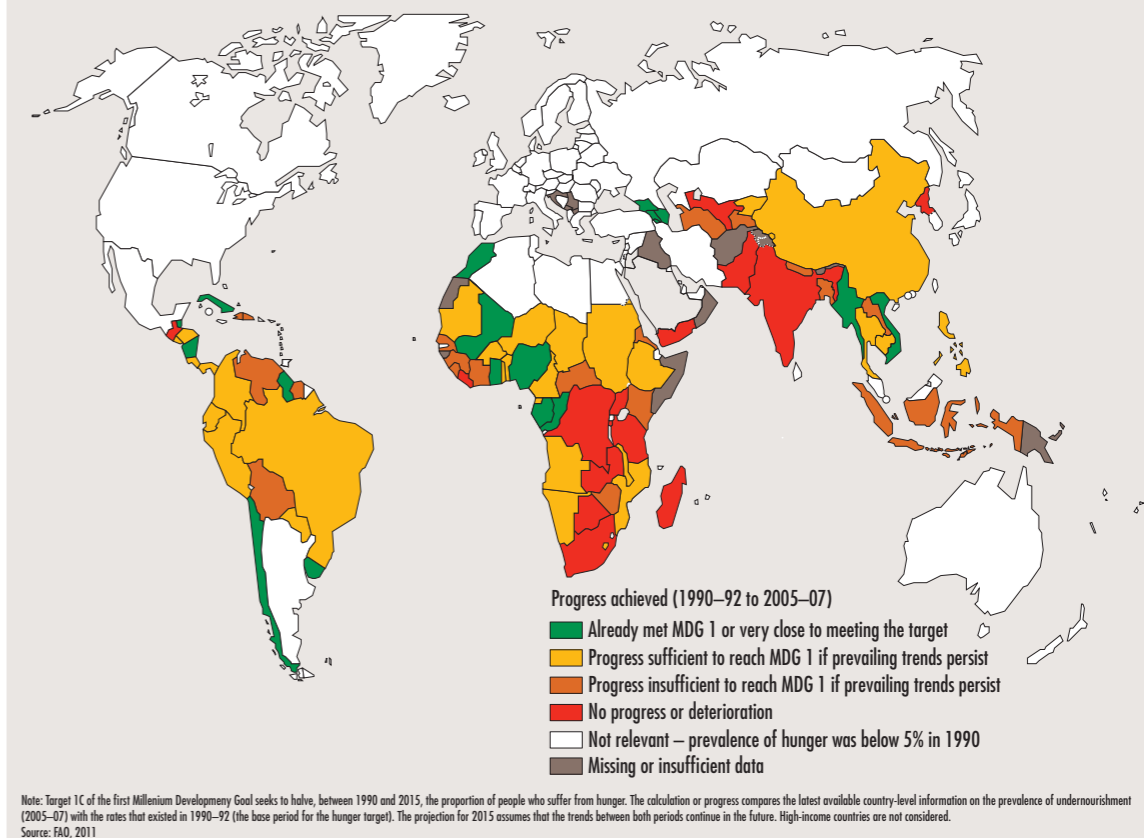 Progress achieved (1990–92 to 2005–07)
Already met MDG 1 or very close to meeting the target
Progress sufficient to reach MDG 1 if prevailing trends persist
Progress insufficient to reach MDG 1 if prevailing trends persist
No progress or deterioration
Not relevant – prevalence of hunger was below 5% in 1990
Missing or insufficient data
Note: Target 1C of the first Millenium Developmeny Goal seeks to halve, between 1990 and 2015, the proportion of people who suffer from hunger. The calculation or progress compares the latest available country-level information on the prevalence of undernourishment
(2005–07) with the rates that existed in 1990–92 (the base period for the hunger target). The projection for 2015 assumes that the trends between both periods continue in the future. High-income countries are not considered.
Source: FAO, 2011